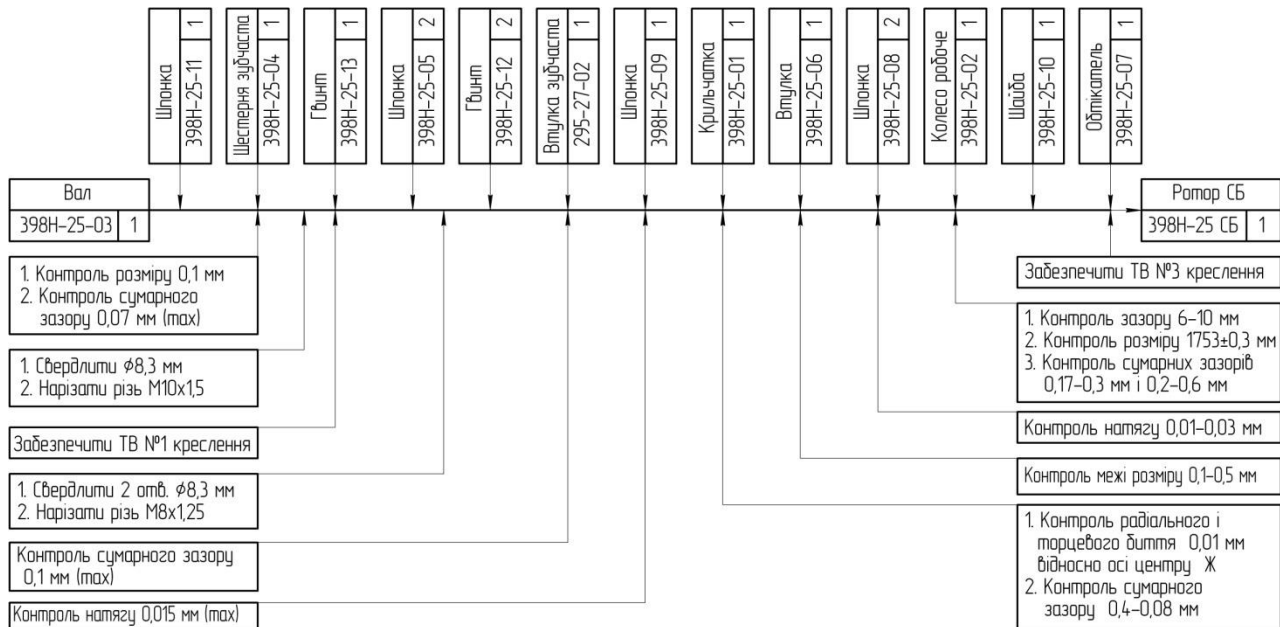 Шпонка
398Н-25-11
1
Шестерня зубчаста
398Н-25-04
1
Гвинт
398Н-25-13
1
Шпонка
398Н-25-05
2
Гвинт
398Н-25-12
2
Втулка зубчаста
295-27-02
1
Шпонка
398Н-25-09
1
Крильчатка
398Н-25-01
1
Втулка
398Н-25-06
1
Шпонка
398Н-25-08
2
Колесо робоче
398Н-25-02
1
Шайба
398Н-25-10
1
Обтікатель
398Н-25-07
1
Вал
398Н-25-03 1
Ротор СБ
398Н-25 СБ 1
1. Контроль розміру 0,1 мм
2. Контроль сумарного
зазору 0,07 мм (max)
1. Свердлити ϕ8,3 мм
2. Нарізати різь М10х1,5
Забезпечити ТВ №1 креслення
1. Свердлити 2 отв. ϕ8,3 мм
2. Нарізати різь М8х1,25
Контроль сумарного зазору
0,1 мм (max)
Контроль натягу 0,015 мм (max)
Забезпечити ТВ №3 креслення
1. Контроль зазору 6-10 мм
2. Контроль розміру 1753±0,3 мм
3. Контроль сумарних зазорів
0,17-0,3 мм і 0,2-0,6 мм
Контроль натягу 0,01-0,03 мм
Контроль межі розміру 0,1-0,5 мм
1. Контроль радіального і
торцевого биття 0,01 мм
відносно осі центру Ж
2. Контроль сумарного
зазору 0,4-0,08 мм